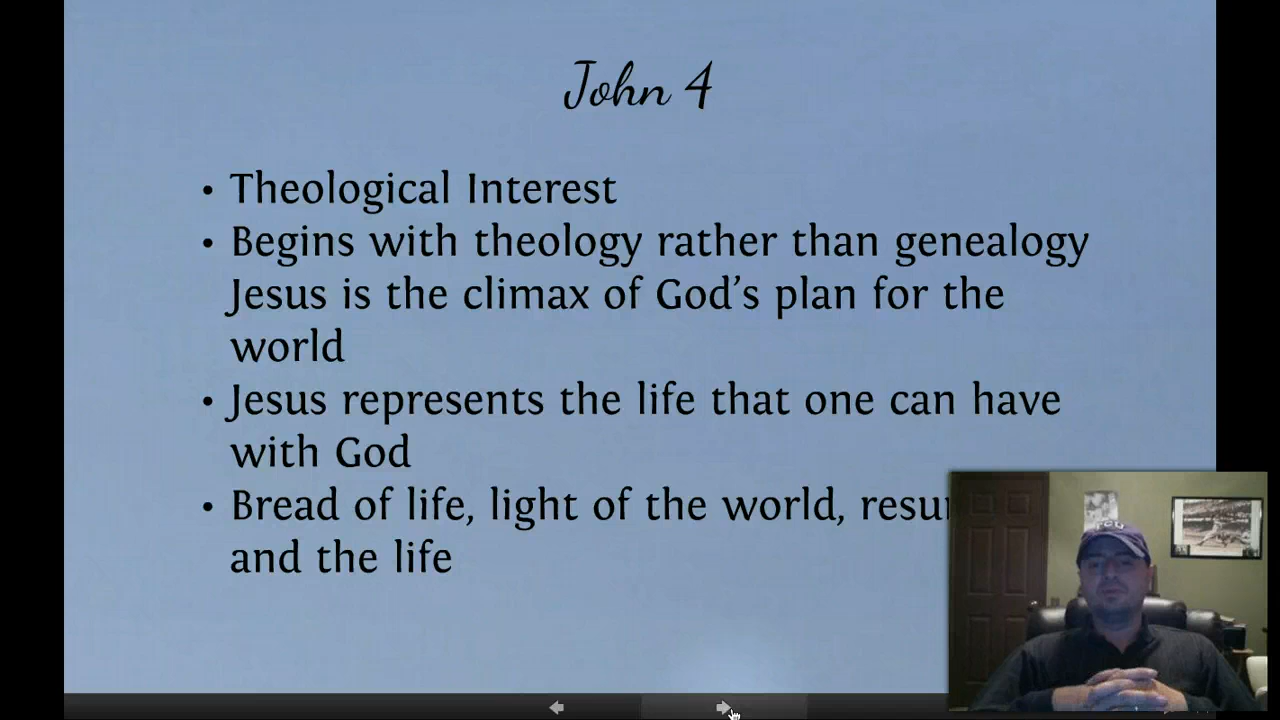 John 4
• Theological Interest
• Begins with theology rather than genealogy
Jesus is the climax of God's plan for the
world
• Jesus represents the life that one can have
with God
• Bread of life, light of the world,
and the life